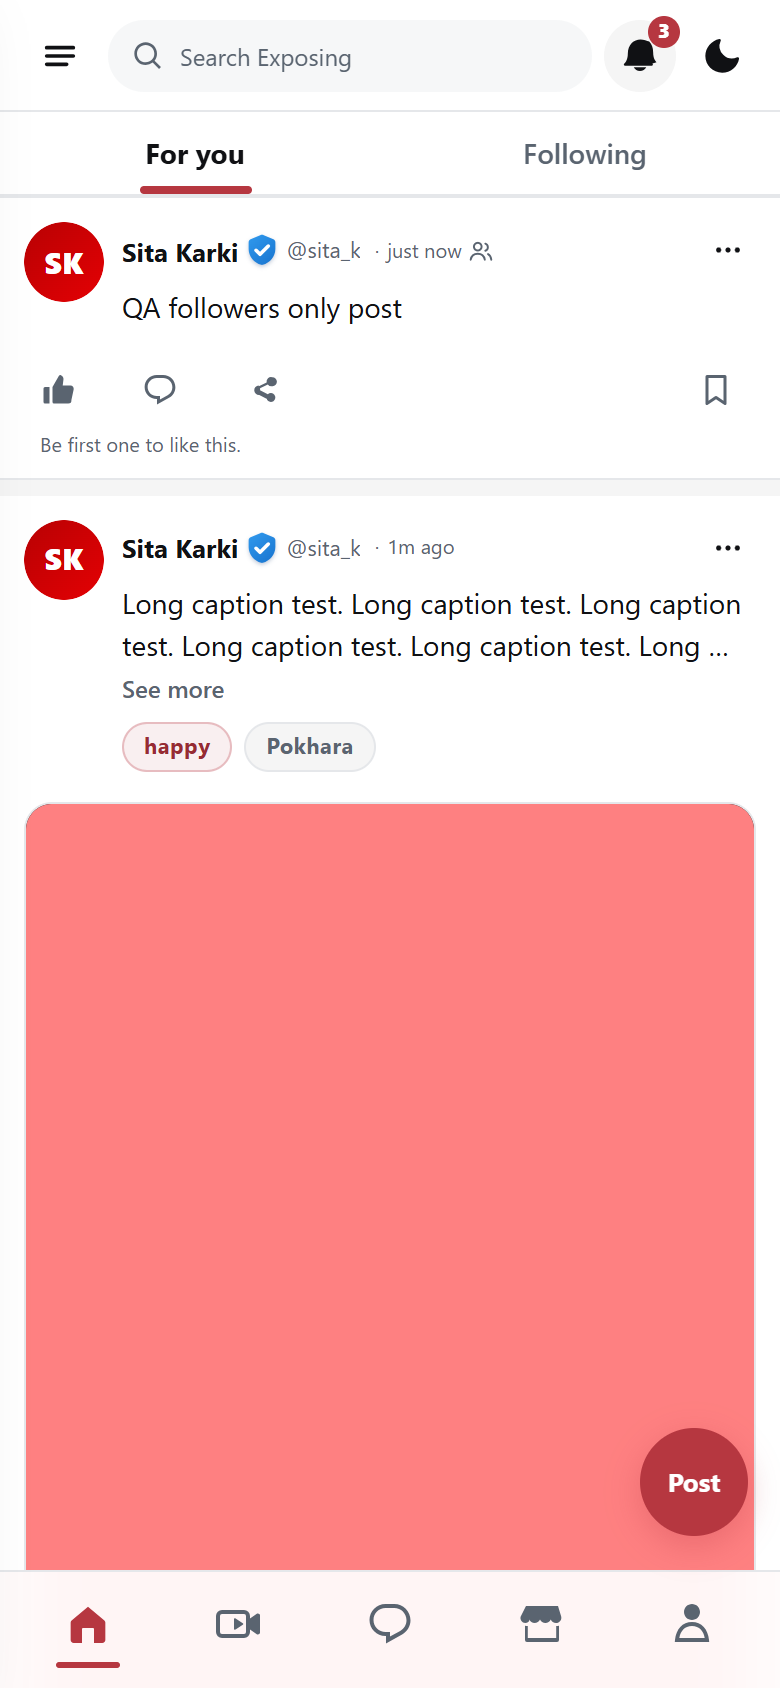 Search Exposing
3
For you
Following
SK
Sita Karki @sita_k · just now
QA followers only post
Be first one to like this.
SK
Sita Karki @sita_k · 1m ago
Long caption test. Long caption test. Long caption
test. Long caption test. Long caption test. Long ...
See more
happy
Pokhara
Post